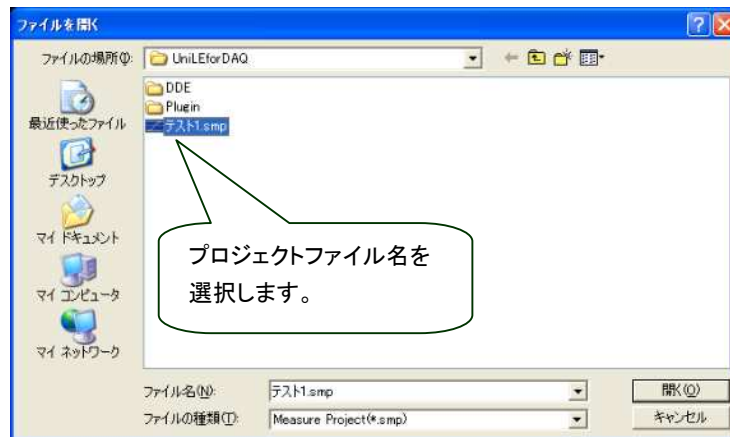 ファイルを開く
ファイルの場所(I):
UniLEforDAQ
DDE
Plugin
テスト1.smp
最近使ったファイル
デスクトップ
マイ ドキュメント
マイ コンピュータ
マイ ネットワーク
プロジェクトファイル名を
選択します。
ファイル名(N):
テスト1.smp
開く(O)
ファイルの種類(T):
Measure Project(*.smp)
キャンセル